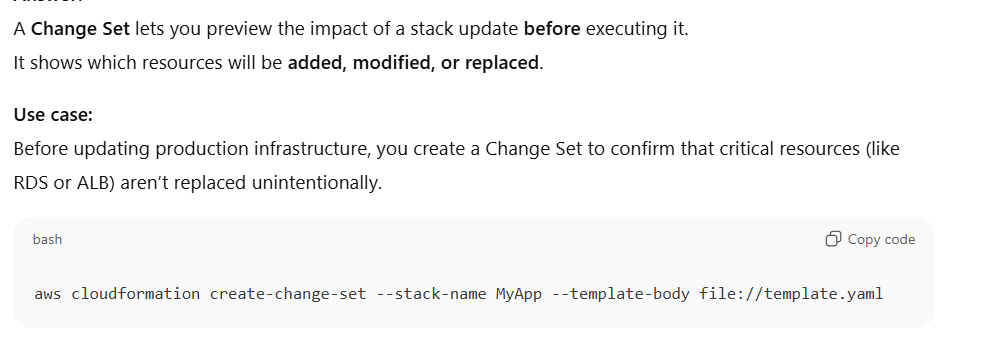 A Change Set lets you preview the impact of a stack update before executing it.
It shows which resources will be added, modified, or replaced.
Use case:
Before updating production infrastructure, you create a Change Set to confirm that critical resources (like
RDS or ALB) aren’t replaced unintentionally.
bash
Copy code
aws cloudformation create-change-set --stack-name MyApp --template-body file://template.yaml